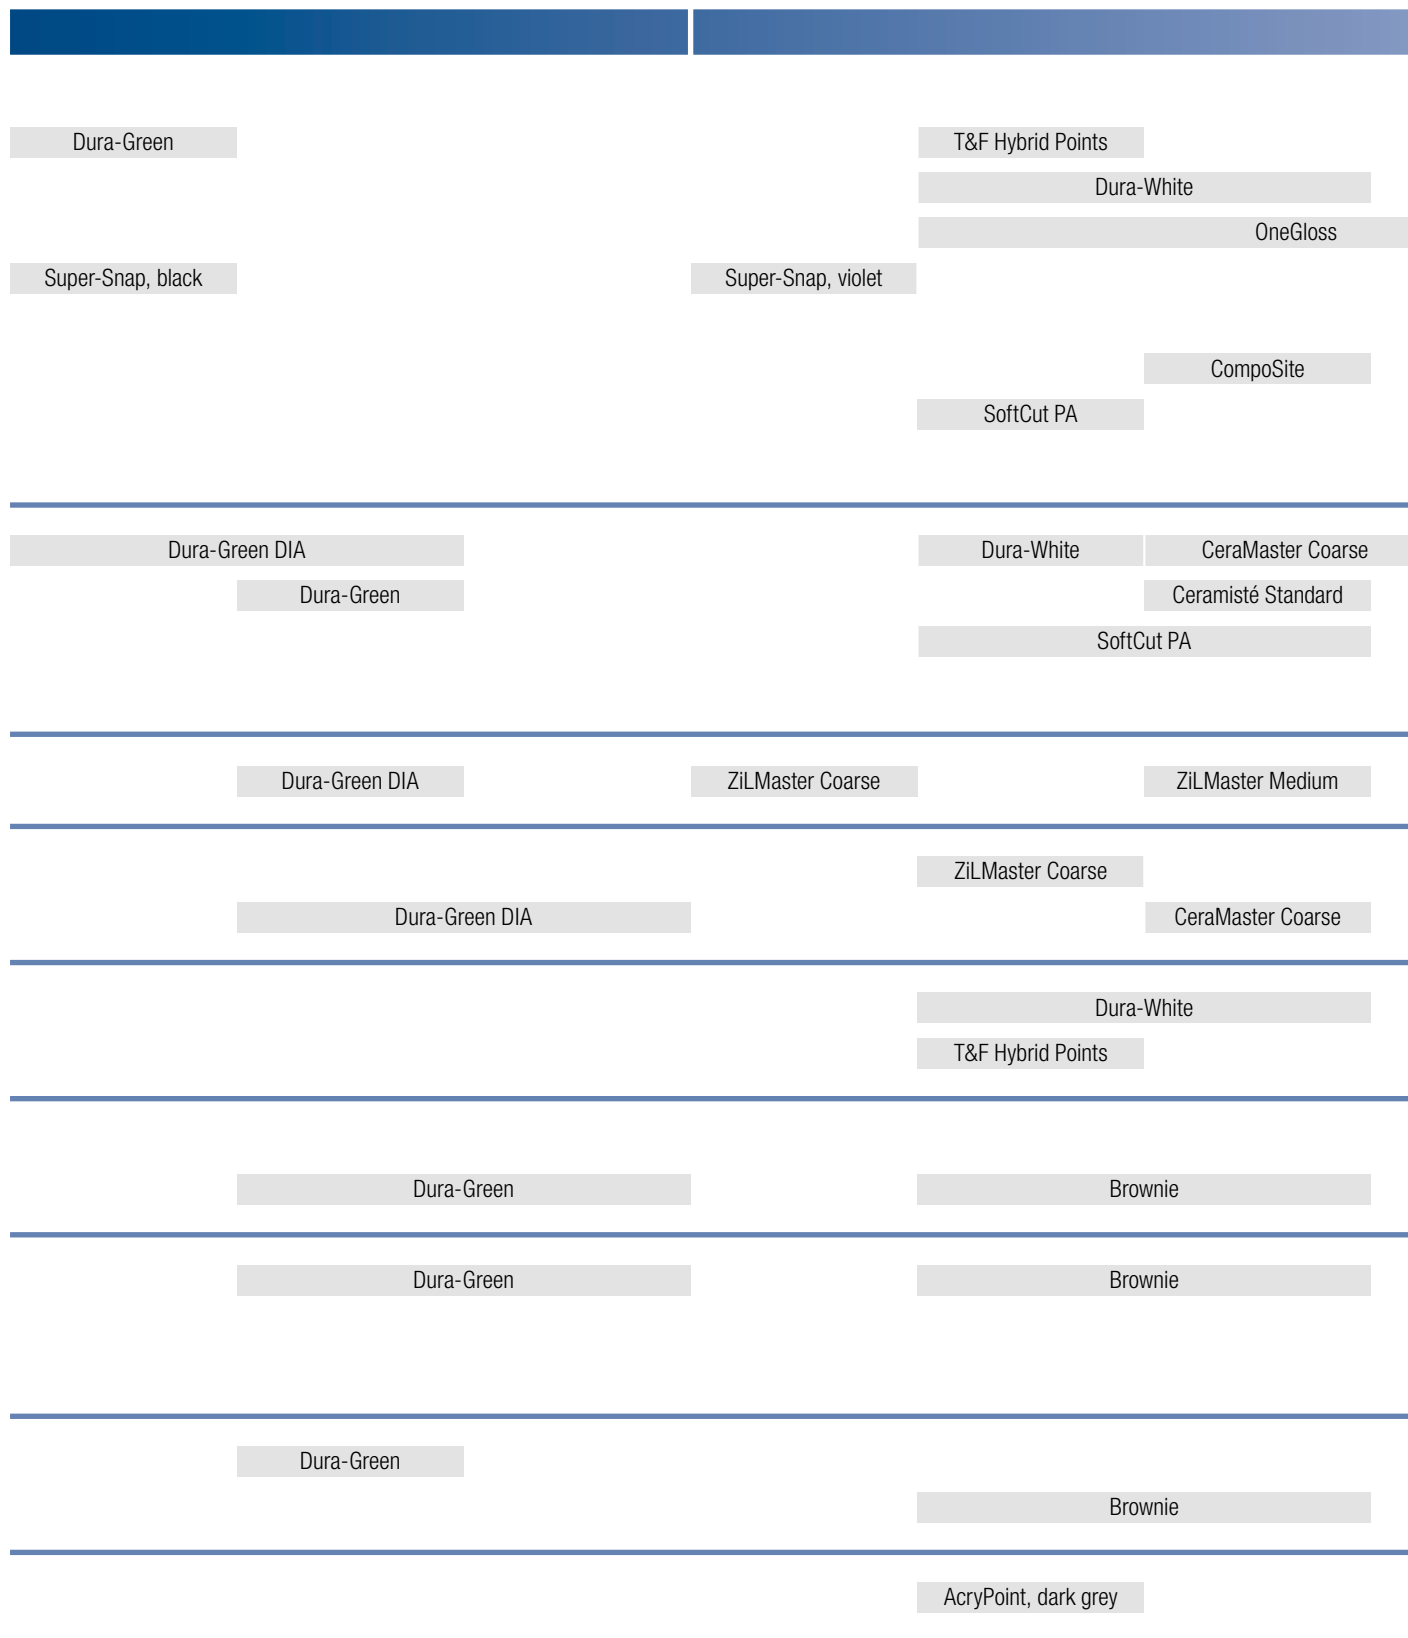 Dura-Green T&F Hybrid Points
Dura-White
OneGloss
Super-Snap, black Super-Snap, violet
CompoSite
SoftCut PA
Dura-Green DIA Dura-White CeraMaster Coarse
Dura-Green Ceramisté Standard
SoftCut PA
Dura-Green DIA ZiLMaster Coarse ZiLMaster Medium
ZiLMaster Coarse
Dura-Green DIA CeraMaster Coarse
Dura-White
T&F Hybrid Points
Dura-Green Brownie
Dura-Green Brownie
Dura-Green
Brownie
AcryPoint, dark grey